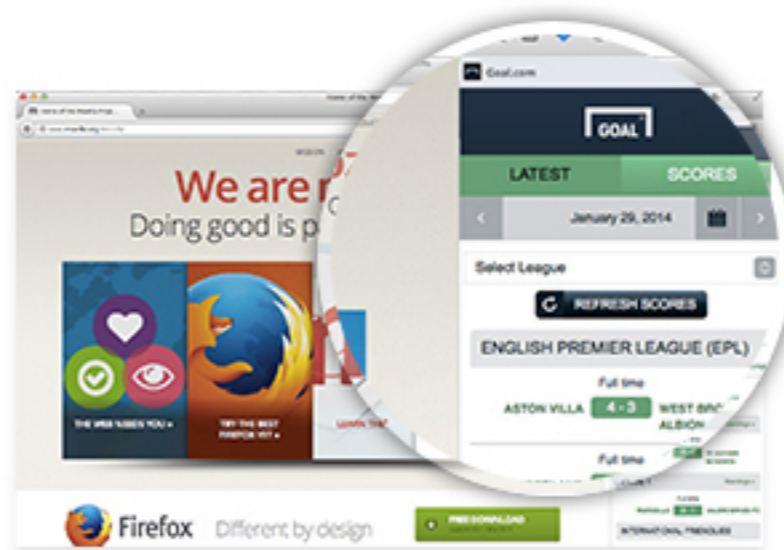 We are
Doing good is p
THE WEB NEEDS YOU »
TRY THE BEST
FIREFOX YET »
Firefox Different by design
FREE DOWNLOAD
Goal.com
GOAL
LATEST SCORES
January 29, 2014
Select League
REFRESH SCORES
ENGLISH PREMIER LEAGUE (EPL)
Full time
ASTON VILLA 4 - 3 WEST BRO
ALBION
Full time
INTERNATIONAL FRIENDLIES